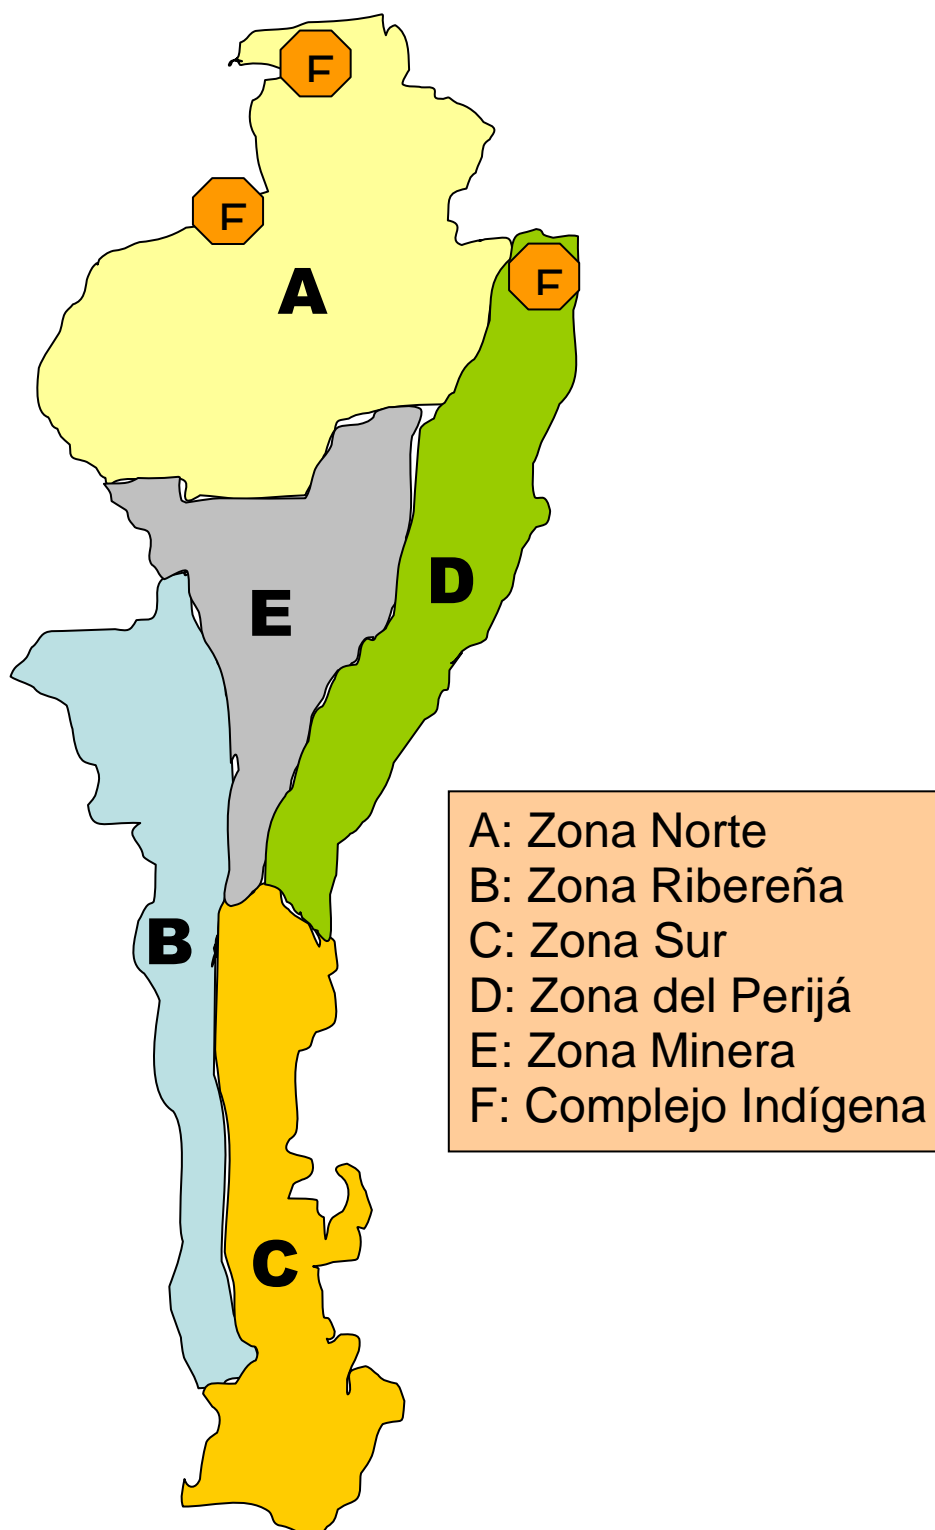 F
F
F
A
D
E
A: Zona Norte
B: Zona Ribereña
C: Zona Sur
D: Zona del Perijá
E: Zona Minera
F: Complejo Indígena
B
C